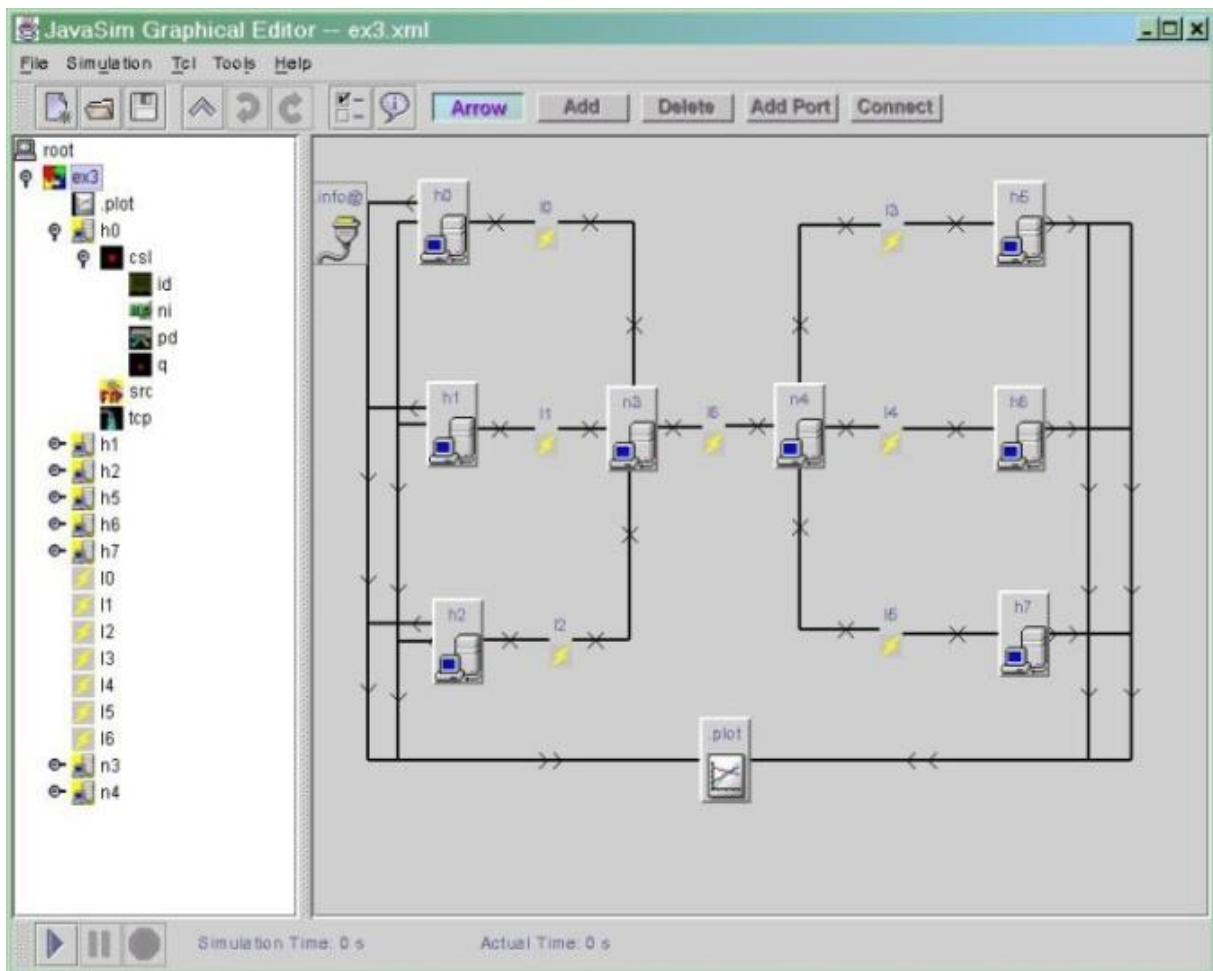 JavaSim Graphical Editor -- ex3.xml
File Simulation Tcl Tools Help
Arrow Add Delete Add Port Connect
root
ex3
.plot
h0
csl
id
ni
pd
q
src
tcp
h1
h2
h5
h6
h7
l0
l1
l2
l3
l4
l5
l6
n3
n4
.info@
h0
l0
l3
h5
h1
l1
n3
l6
n4
l4
h6
h2
l2
l5
h7
.plot
Simulation Time: 0 s Actual Time: 0 s